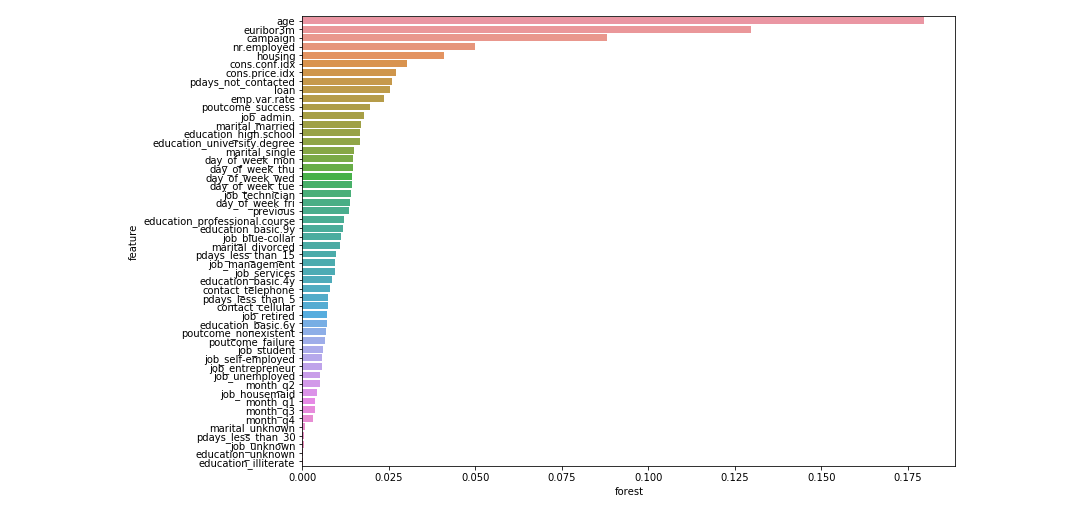 age
euribor3m
campaign
nr.employed
housing
cons.conf.idx
cons.price.idx
pdays_not_contacted
loan
emp.var.rate
poutcome_success
job_admin.
marital_married
education_high.school
education_university.degree
marital_single
day_of_week_mon
day_of_week_thu
day_of_week_wed
day_of_week_tue
job_technician
day_of_week_fri
previous
education_professional.course
education_basic.9y
job_blue-collar
marital_divorced
pdays_less_than_15
job_management
job_services
education_basic.4y
contact_telephone
pdays_less_than_5
contact_cellular
job_retired
education_basic.6y
poutcome_nonexistent
poutcome_failure
job_student
job_self-employed
job_entrepreneur
job_unemployed
month_q2
job_housemaid
month_q1
month_q3
month_q4
marital_unknown
pdays_less_than_30
job_unknown
education_unknown
education_illiterate
feature
0.000 0.025 0.050 0.075 0.100 0.125 0.150 0.175
forest